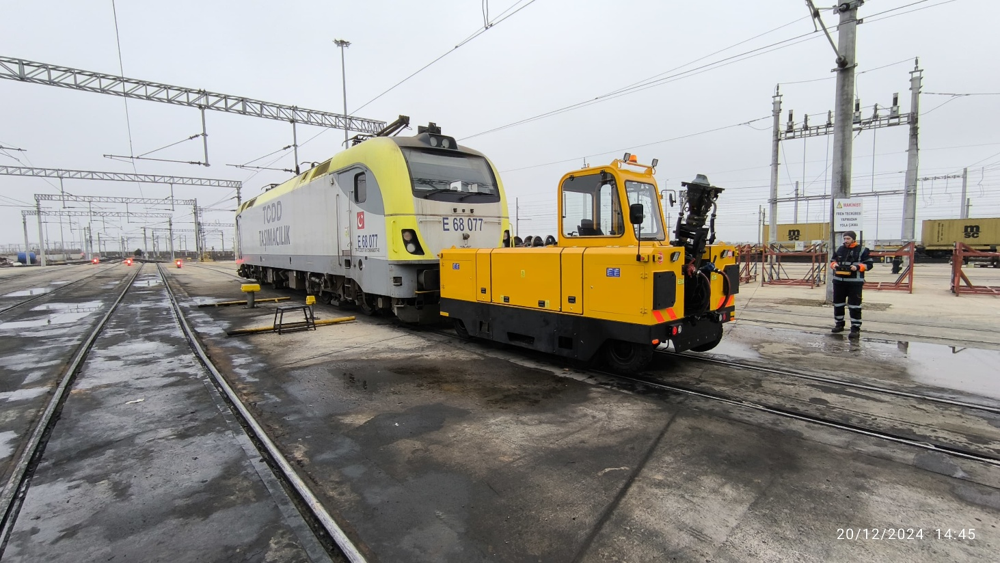 TCDD
TAŞIMACILIK
E 68 077
E 68 077
MAKİNİST
FREN TECRÜBESİ
YAPMADAN
YOLA ÇIKMA
msc
msc
20/12/2024 14:45